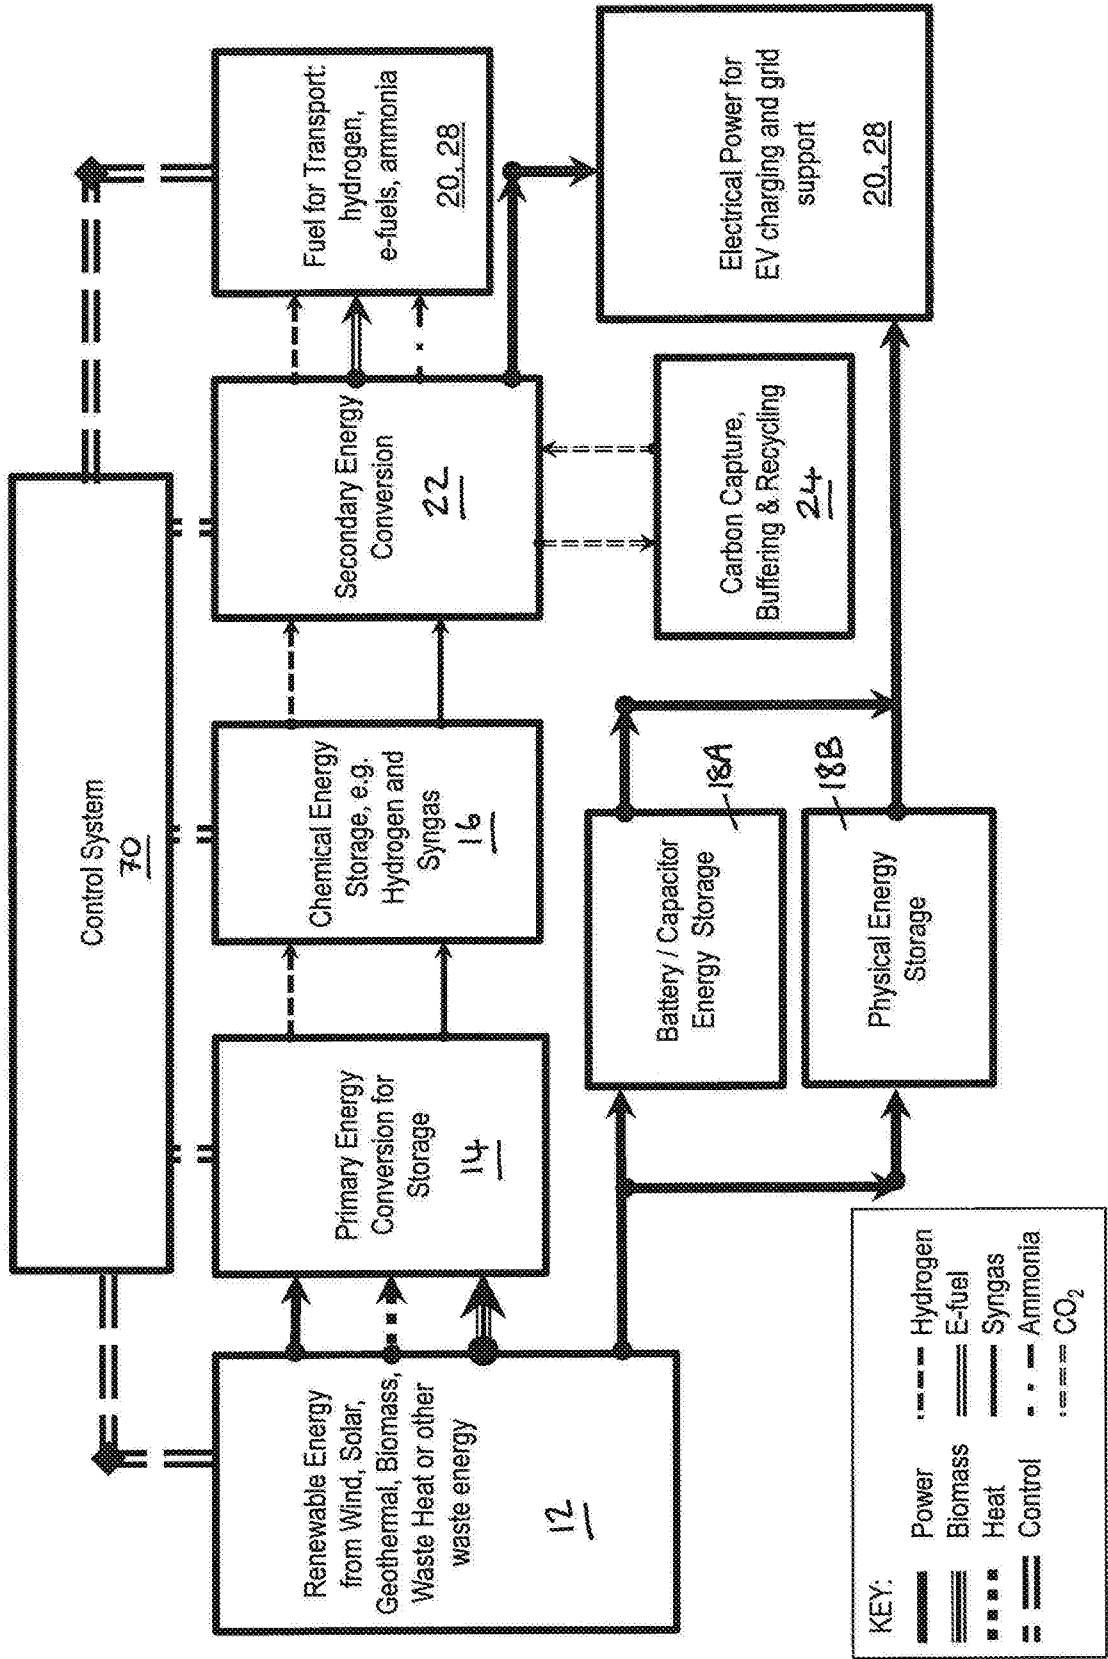 Control System
70
Renewable Energy
from Wind, Solar,
Geothermal, Biomass,
Waste Heat or other
waste energy
12
Primary Energy
Conversion for
Storage
14
Chemical Energy
Storage, e.g.
Hydrogen and
Syngas
16
Secondary Energy
Conversion
22
Fuel for Transport:
hydrogen,
e-fuels, ammonia
20, 28
Battery / Capacitor
Energy Storage
18A
Physical Energy
Storage
18B
Carbon Capture,
Buffering & Recycling
24
Electrical Power for
EV charging and grid
support
20, 28
KEY:
Power
Biomass
Heat
Control
Hydrogen
E-fuel
Syngas
Ammonia
CO₂